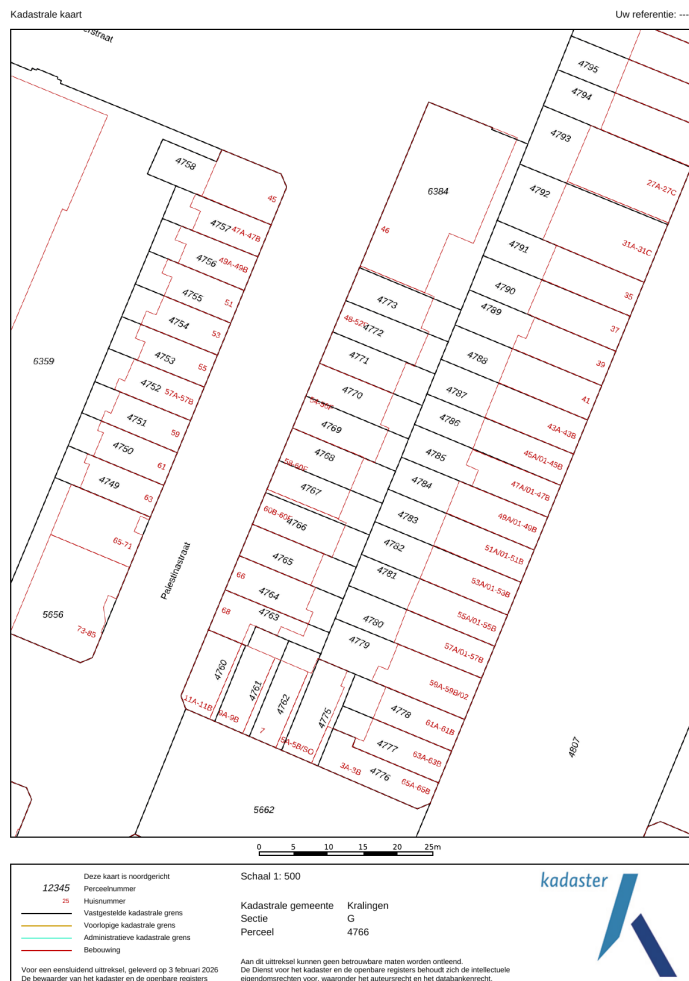 Kadastrale kaart
Uw referentie: ---
erstraat
4795
4794
4793
4758
27A-27C
4792
6384
45
46
4757
47A-47B
31A-31C
4791
49A-49B
4756
4790
35
4755
4773
51
4789
48-52C
4772
37
4754
53
4771
4788
39
6359
4753
55
4752
57A-57B
4770
4787
41
4751
59
4769
4786
43A-43B
4750
61
4768
4785
45A/01-45B
4749
63
58-60F
4767
4784
47A/01-47B
4766
4783
49A/01-49B
65-71
4765
4782
51A/01-51B
Palestinastraat
66
4781
53A/01-53B
4764
5656
68
4763
4780
55A/01-55B
73-85
4779
57A/01-57B
4760
4761
4762
59A-59B/02
11A-11B
9A-9B
4775
4778
61A-61B
7
5A-5B/5C
4777
63A-63B
4807
3A-3B
4776
65A-65B
5662
0 5 10 15 20 25m
Deze kaart is noordgericht
12345 Perceelnummer
25 Huisnummer
Vastgestelde kadastrale grens
Voorlopige kadastrale grens
Administratieve kadastrale grens
Bebouwing
Voor een eensluidend uittreksel, geleverd op 3 februari 2026
De bewaarder van het kadaster en de openbare registers
Schaal 1: 500
Kadastrale gemeente Kralingen
Sectie G
Perceel 4766
Aan dit uittreksel kunnen geen betrouwbare maten worden ontleend.
De Dienst voor het kadaster en de openbare registers behoudt zich de intellectuele
eigendomsrechten voor, waaronder het auteursrecht en het databankenrecht.
kadaster